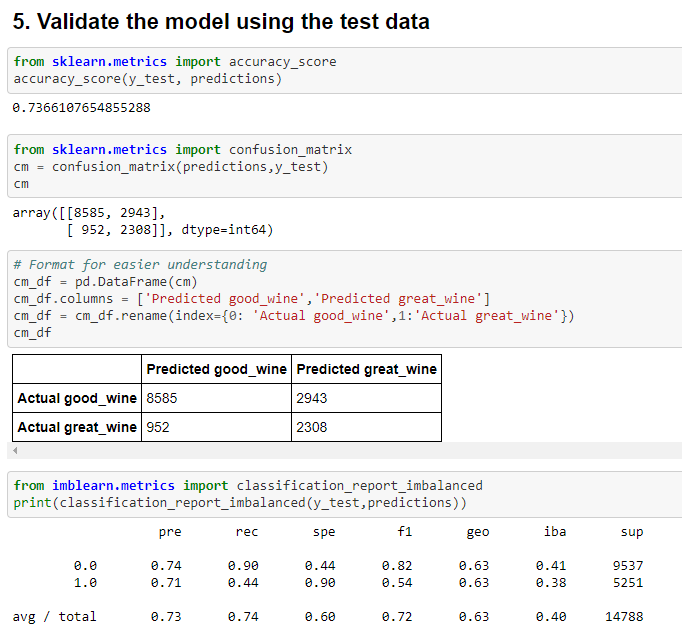 5. Validate the model using the test data
from sklearn.metrics import accuracy_score
accuracy_score(y_test, predictions)
0.7366107654855288
from sklearn.metrics import confusion_matrix
cm = confusion_matrix(predictions,y_test)
cm
array([[8585, 2943],
       [ 952, 2308]], dtype=int64)
# Format for easier understanding
cm_df = pd.DataFrame(cm)
cm_df.columns = ['Predicted good_wine','Predicted great_wine']
cm_df = cm_df.rename(index={0: 'Actual good_wine',1:'Actual great_wine'})
cm_df
Predicted good_wine Predicted great_wine
Actual good_wine 8585 2943
Actual great_wine 952 2308
from imblearn.metrics import classification_report_imbalanced
print(classification_report_imbalanced(y_test,predictions))
pre rec spe f1 geo iba sup
0.0 0.74 0.90 0.44 0.82 0.63 0.41 9537
1.0 0.71 0.44 0.90 0.54 0.63 0.38 5251
avg / total 0.73 0.74 0.60 0.72 0.63 0.40 14788